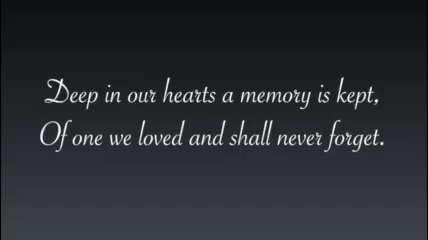 Deep in our hearts a memory is kept,
Of one we loved and shall never forget.